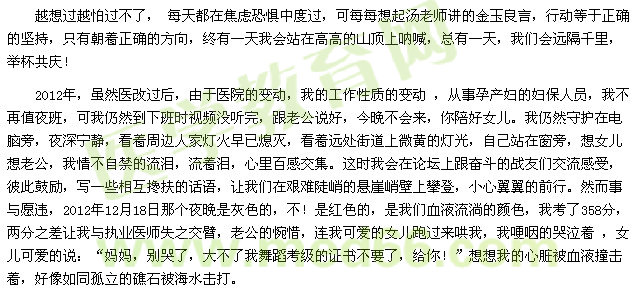 越想过越怕过不了，  每天都在焦虑恐惧中度过，可每每想起汤老师讲的金玉良言，行动等于正确
的坚持，只有朝着正确的方向，终有一天我会站在高高的山顶上呐喊，总有一天，我们会远隔千里，
举杯共庆！
2012年，虽然医改过后，由于医院的变动，我的工作性质的变动 ，从事孕产妇的妇保人员，我不
再值夜班，可我仍然到下班时视频没听完，跟老公说好，今晚不会来，你陪好女儿。我仍然守护在电
脑旁，夜深宁静，看着周边人家灯火早已熄灭，看着远处街道上微黄的灯光，自己站在窗旁，想女儿
想老公，我情不自禁的流泪，流着泪，心里百感交集。这时我会在论坛上跟奋斗的战友们交流感受，
彼此鼓励，写一些相互搀扶的话语，让我们在艰难陡峭的悬崖峭壁上攀登，小心翼翼的前行。然而事
与愿违，2012年12月18日那个夜晚是灰色的，不！是红色的，是我们血液流淌的颜色，我考了358分，
两分之差让我与执业医师失之交臂，老公的惋惜，连我可爱的女儿跑过来哄我，我哽咽的哭泣着 ，女
儿可爱的说：“妈妈，别哭了，大不了我舞蹈考级的证书不要了，给你！”想想我的心脏被血液撞击
着，好像如同孤立的礁石被海水击打。
医学教育网
www.med66.com